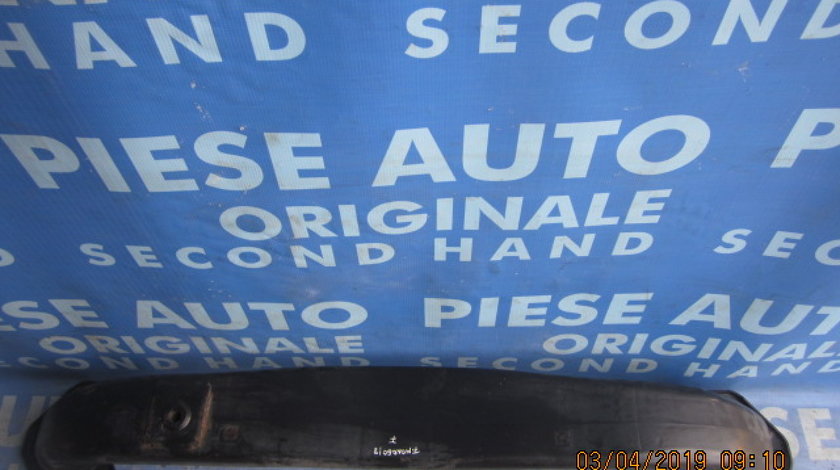 HAND SECOND
PIESE AUTO P
ORIGINALE
SECOND HAND SEC
ESE AUTO PIESE AUT
ORIGINALE ORIGINAL
SECOND HAND SECOND HAND
03/04/2019 09:10